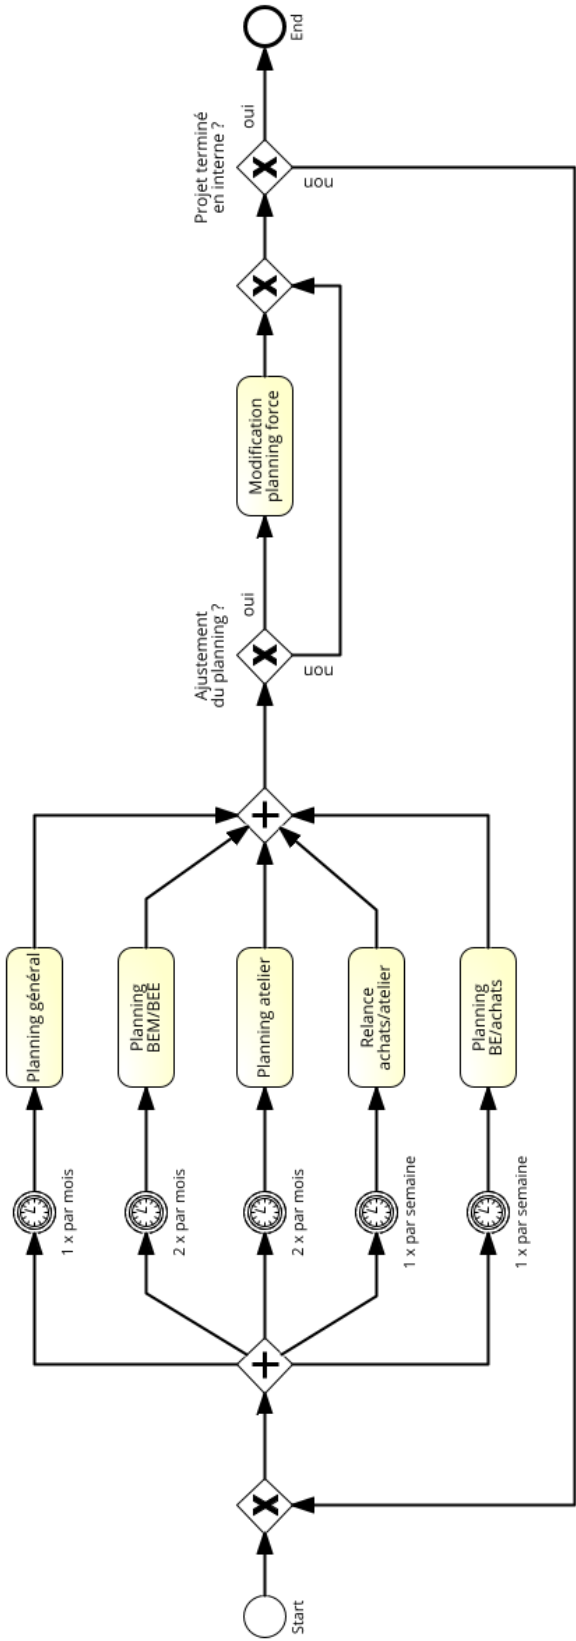 Start
1 x par mois
2 x par mois
2 x par mois
1 x par semaine
1 x par semaine
Planning général
Planning
BEM/BEE
Planning atelier
Relance
achats/atelier
Planning
BE/achats
Ajustement
du planning ?
oui
non
Modification
planning force
Projet terminé
en interne ?
oui
non
End